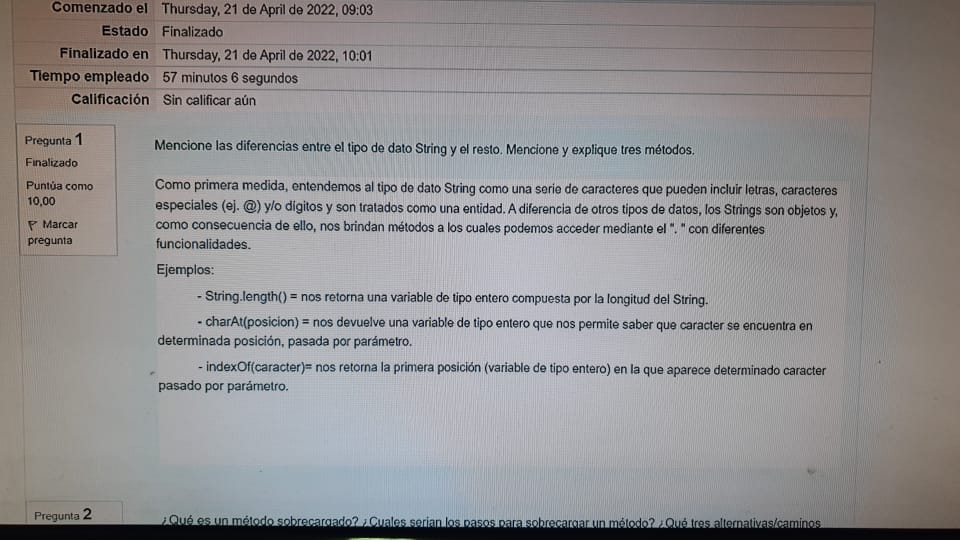 Comenzado el Thursday, 21 de April de 2022, 09:03
Estado Finalizado
Finalizado en Thursday, 21 de April de 2022, 10:01
Tiempo empleado 57 minutos 6 segundos
Calificación Sin calificar aún
Pregunta 1
Finalizado
Puntúa como
10,00
Marcar
pregunta
Mencione las diferencias entre el tipo de dato String y el resto. Mencione y explique tres métodos.
Como primera medida, entendemos al tipo de dato String como una serie de caracteres que pueden incluir letras, caracteres
especiales (ej. @) y/o dígitos y son tratados como una entidad. A diferencia de otros tipos de datos, los Strings son objetos y,
como consecuencia de ello, nos brindan métodos a los cuales podemos acceder mediante el ". " con diferentes
funcionalidades.
Ejemplos:
- String.length() = nos retorna una variable de tipo entero compuesta por la longitud del String.
- charAt(posicion) = nos devuelve una variable de tipo entero que nos permite saber que caracter se encuentra en
determinada posición, pasada por parámetro.
- indexOf(caracter)= nos retorna la primera posición (variable de tipo entero) en la que aparece determinado caracter
pasado por parámetro.
Pregunta 2
¿Qué es un método sobrecargado? ¿Cuales serian los pasos para sobrecargar un método? ¿Qué tres alternativas/caminos